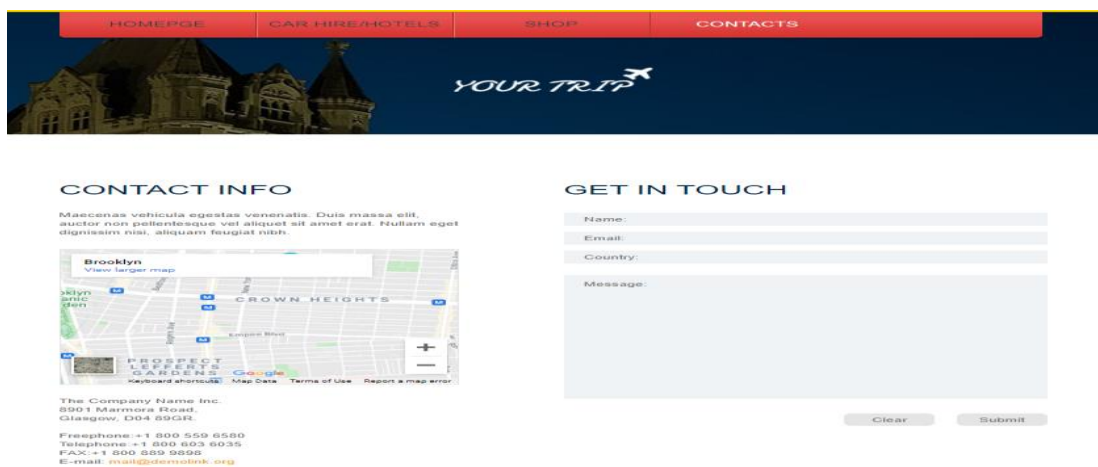 HOMEPGE
CAR HIRE/HOTELS
SHOP
CONTACTS
YOUR TRIP
CONTACT INFO
Maecenas vehicula egestas venenatis. Duis massa elit,
auctor non pellentesque vel aliquet sit amet erat. Nullam eget
dignissim nisi, aliquam feugiat nibh.
Brooklyn
View larger map
CROWN HEIGHTS
Empire Blvd
PROSPECT
LEFFERTS
GARDENS
Google
Keyboard shortcuts Map Data Terms of Use Report a map error
The Company Name Inc.
8901 Marmora Road,
Glasgow, D04 89GR.
Freephone:+1 800 559 6580
Telephone:+1 800 603 6035
FAX:+1 800 889 9898
E-mail: mail@demolink.org
GET IN TOUCH
Name:
Email:
Country:
Message:
Clear
Submit